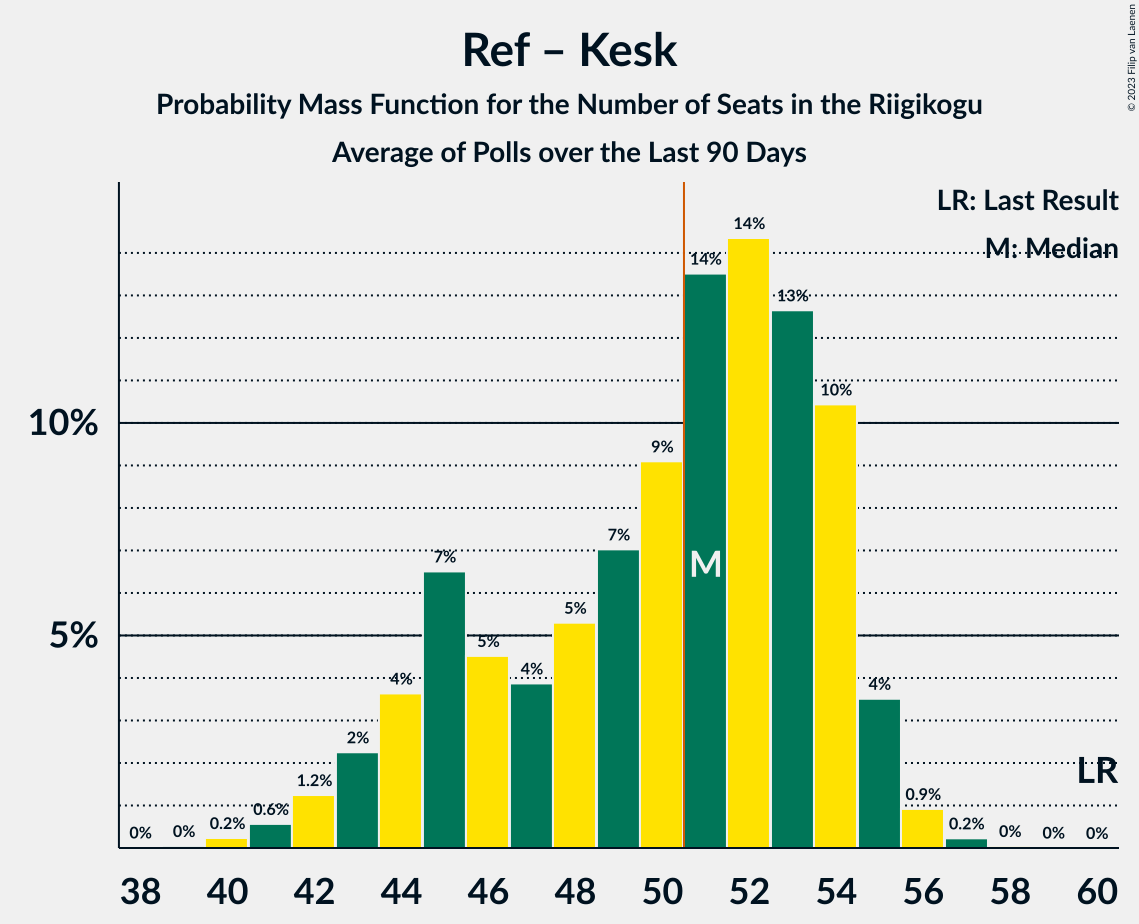 Ref – Kesk
Probability Mass Function for the Number of Seats in the Riigikogu
Average of Polls over the Last 90 Days
© 2023 Filip van Laenen
LR: Last Result
M: Median
10%
5%
0%
0%
0.2%
0.6%
1.2%
2%
4%
7%
5%
4%
5%
7%
9%
14%
14%
13%
10%
4%
0.9%
0.2%
0%
0%
0%
M
LR
38 40 42 44 46 48 50 52 54 56 58 60